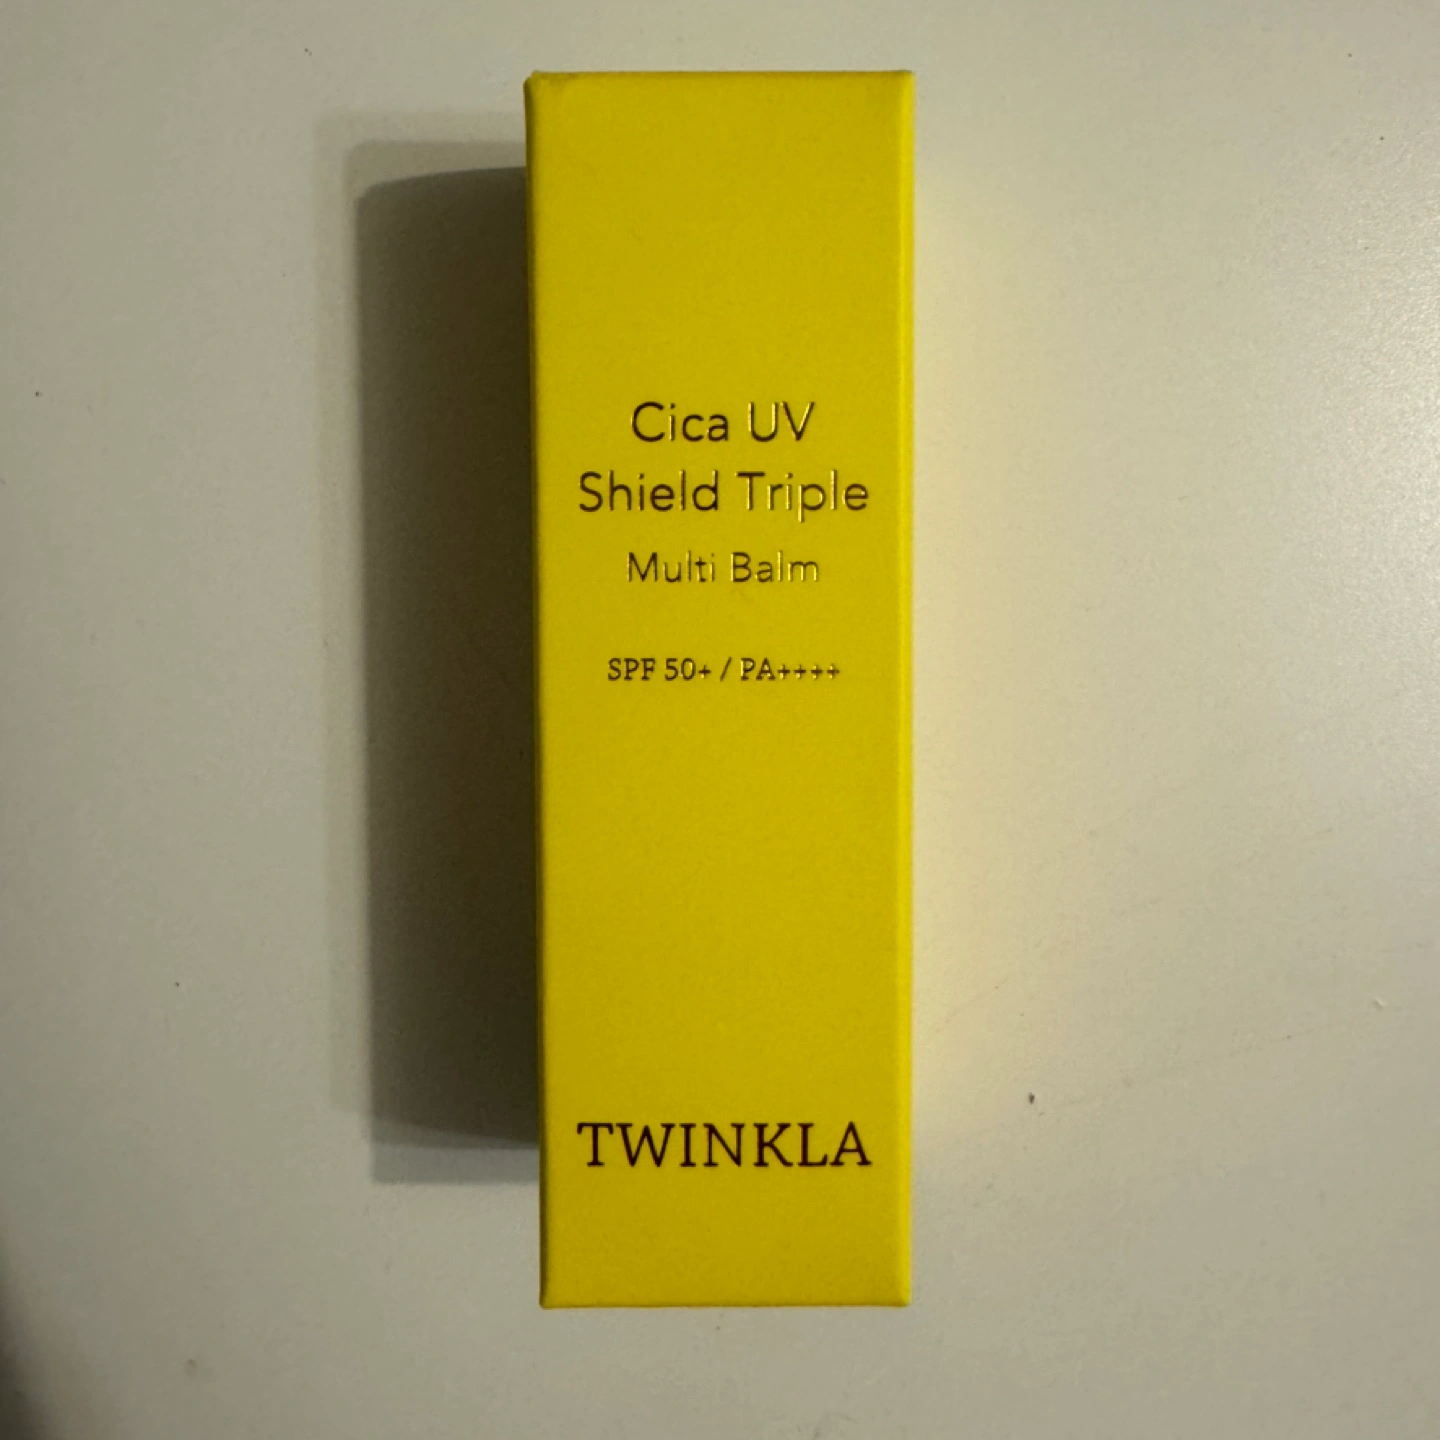 Cica UV
Shield Triple
Multi Balm
SPF 50+ / PA++++
TWINKLA